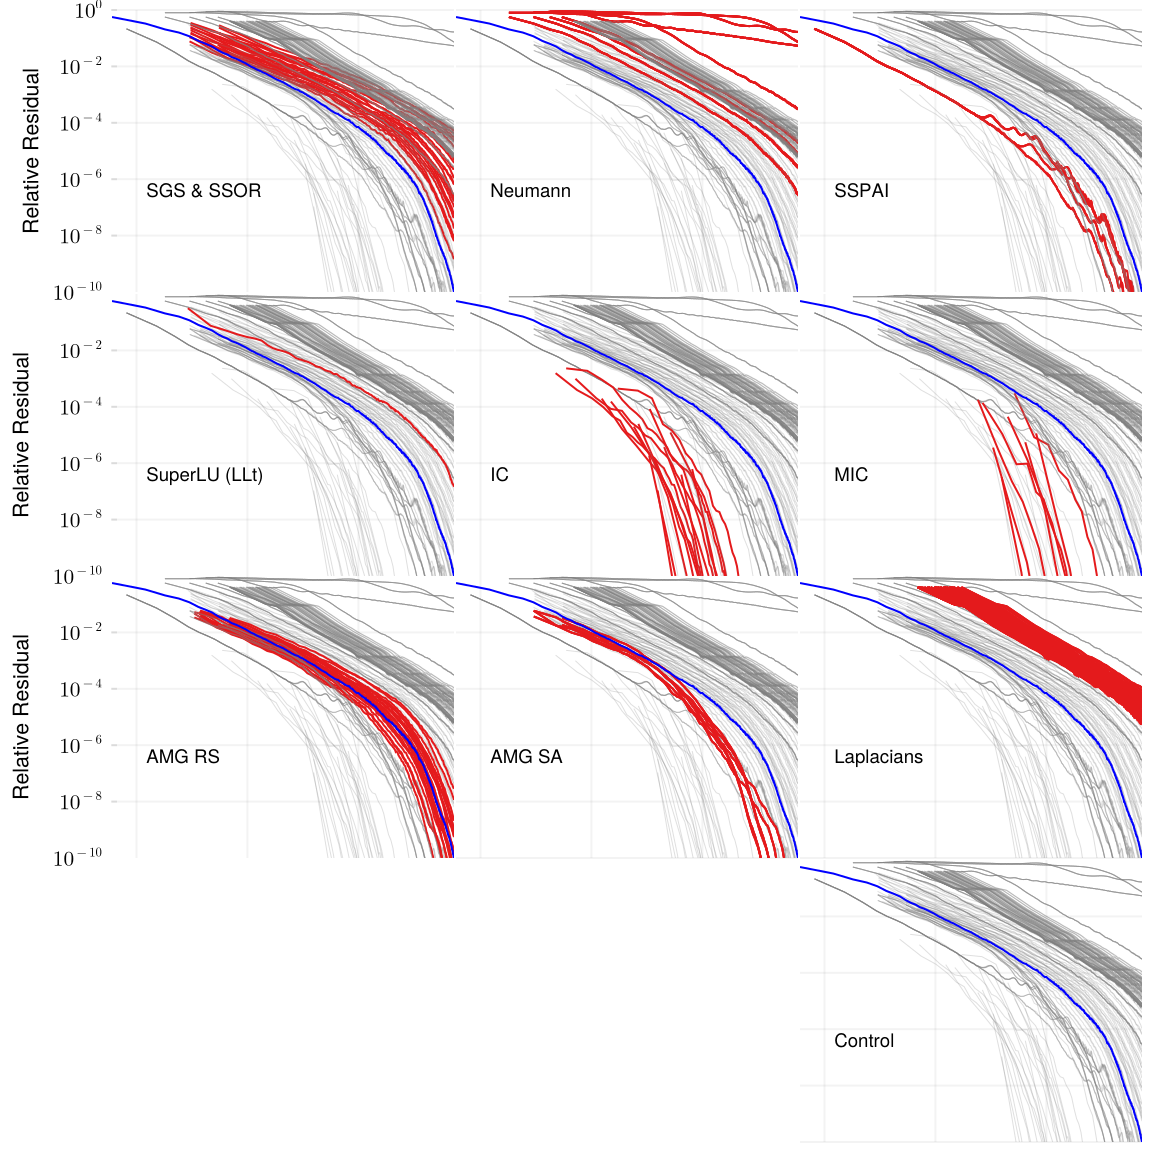 10^0
10^−2
10^−4
10^−6
10^−8
10^−10
Relative Residual
SGS & SSOR
Neumann
SSPAI
10^−2
10^−4
10^−6
10^−8
10^−10
Relative Residual
SuperLU (LLt)
IC
MIC
10^−2
10^−4
10^−6
10^−8
10^−10
Relative Residual
AMG RS
AMG SA
Laplacians
Control